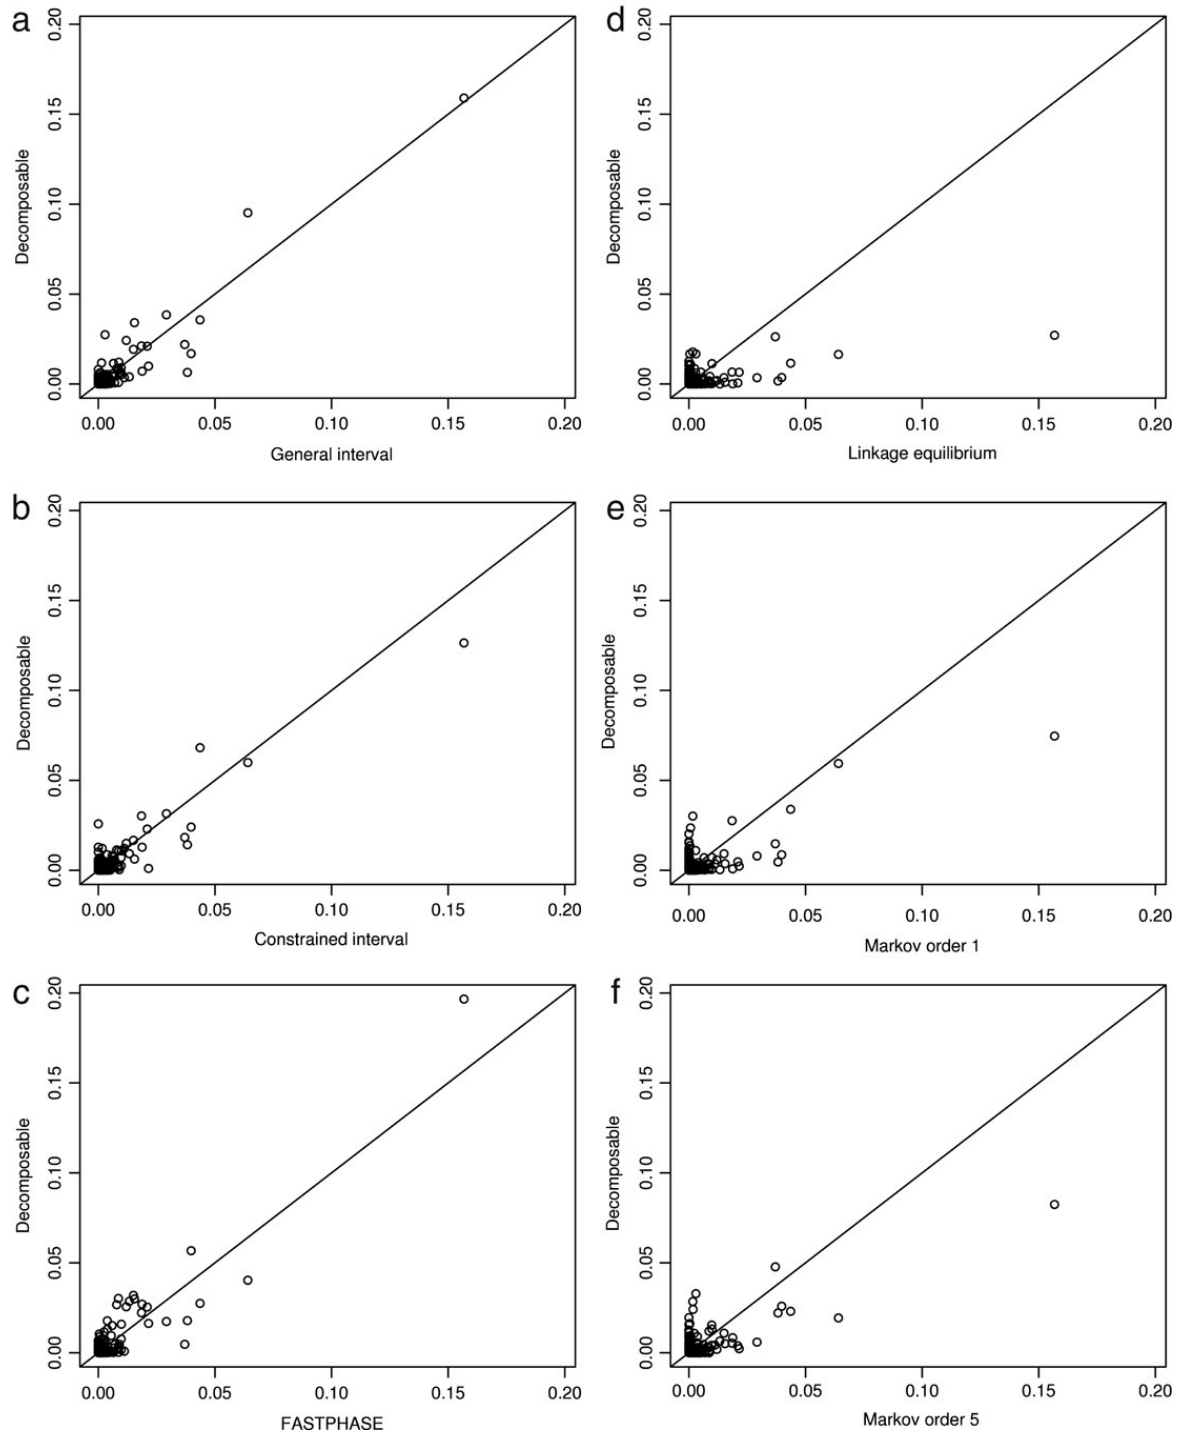 a
0.00 0.05 0.10 0.15 0.20
Decomposable
0.00 0.05 0.10 0.15 0.20
General interval
d
0.00 0.05 0.10 0.15 0.20
Decomposable
0.00 0.05 0.10 0.15 0.20
Linkage equilibrium
b
0.00 0.05 0.10 0.15 0.20
Decomposable
0.00 0.05 0.10 0.15 0.20
Constrained interval
e
0.00 0.05 0.10 0.15 0.20
Decomposable
0.00 0.05 0.10 0.15 0.20
Markov order 1
c
0.00 0.05 0.10 0.15 0.20
Decomposable
0.00 0.05 0.10 0.15 0.20
FASTPHASE
f
0.00 0.05 0.10 0.15 0.20
Decomposable
0.00 0.05 0.10 0.15 0.20
Markov order 5